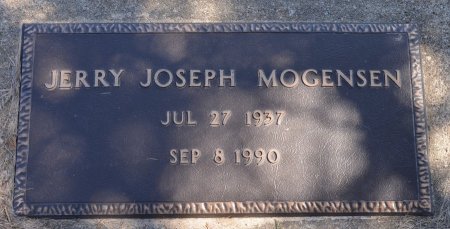 JERRY JOSEPH MOGENSEN
JUL 27 1937
SEP 8 1990